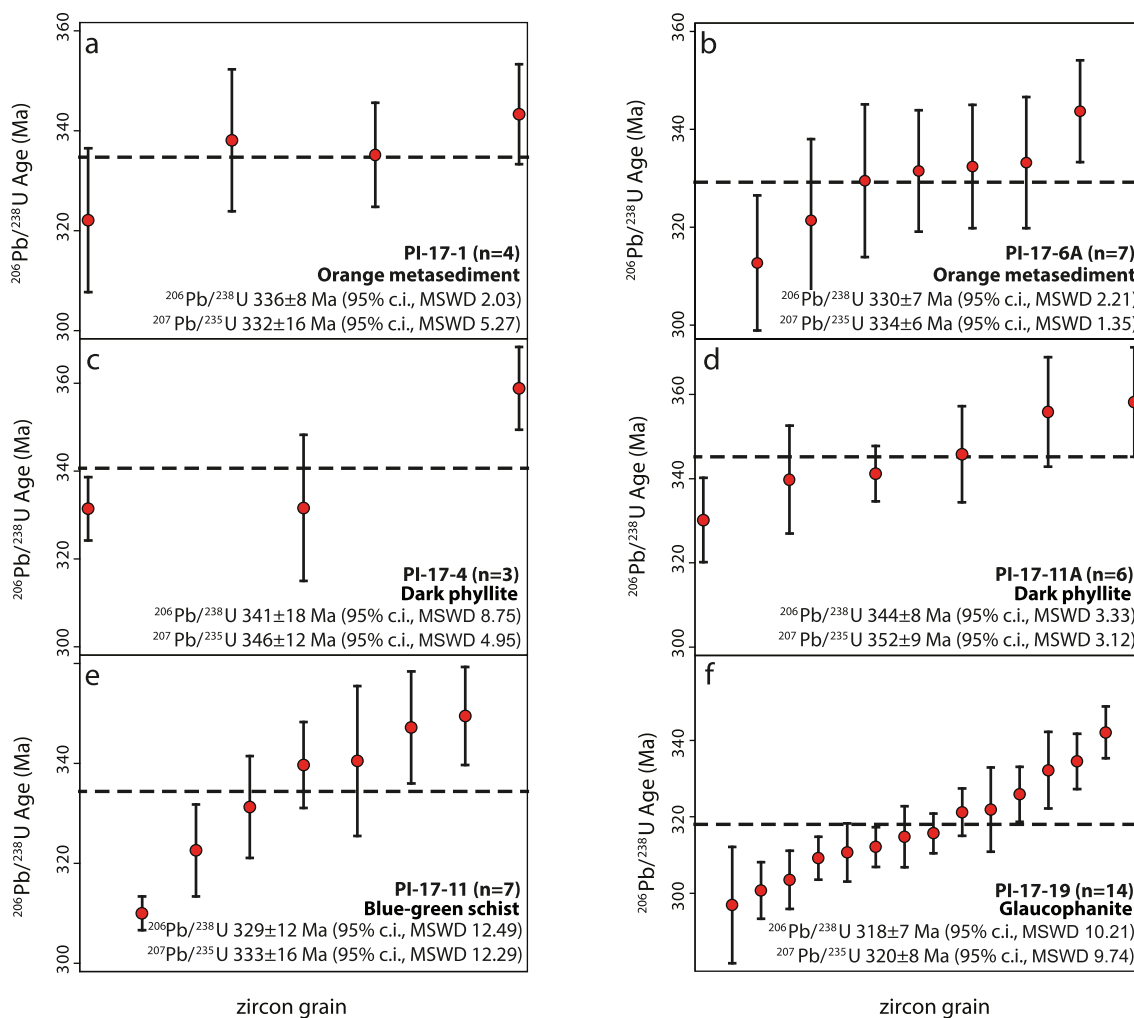 a
360
340
320
300
²⁰⁶Pb/²³⁸U Age (Ma)
PI-17-1 (n=4)
Orange metasediment
²⁰⁶Pb/²³⁸U 336±8 Ma (95% c.i., MSWD 2.03)
²⁰⁷Pb/²³⁵U 332±16 Ma (95% c.i., MSWD 5.27)
b
360
340
320
300
²⁰⁶Pb/²³⁸U Age (Ma)
PI-17-6A (n=7)
Orange metasediment
²⁰⁶Pb/²³⁸U 330±7 Ma (95% c.i., MSWD 2.21)
²⁰⁷Pb/²³⁵U 334±6 Ma (95% c.i., MSWD 1.35)
c
360
340
320
300
²⁰⁶Pb/²³⁸U Age (Ma)
PI-17-4 (n=3)
Dark phyllite
²⁰⁶Pb/²³⁸U 341±18 Ma (95% c.i., MSWD 8.75)
²⁰⁷Pb/²³⁵U 346±12 Ma (95% c.i., MSWD 4.95)
d
360
340
320
300
²⁰⁶Pb/²³⁸U Age (Ma)
PI-17-11A (n=6)
Dark phyllite
²⁰⁶Pb/²³⁸U 344±8 Ma (95% c.i., MSWD 3.33)
²⁰⁷Pb/²³⁵U 352±9 Ma (95% c.i., MSWD 3.12)
e
340
320
300
²⁰⁶Pb/²³⁸U Age (Ma)
PI-17-11 (n=7)
Blue-green schist
²⁰⁶Pb/²³⁸U 329±12 Ma (95% c.i., MSWD 12.49)
²⁰⁷Pb/²³⁵U 333±16 Ma (95% c.i., MSWD 12.29)
zircon grain
f
340
320
300
²⁰⁶Pb/²³⁸U Age (Ma)
PI-17-19 (n=14)
Glaucophanite
²⁰⁶Pb/²³⁸U 318±7 Ma (95% c.i., MSWD 10.21)
²⁰⁷Pb/²³⁵U 320±8 Ma (95% c.i., MSWD 9.74)
zircon grain